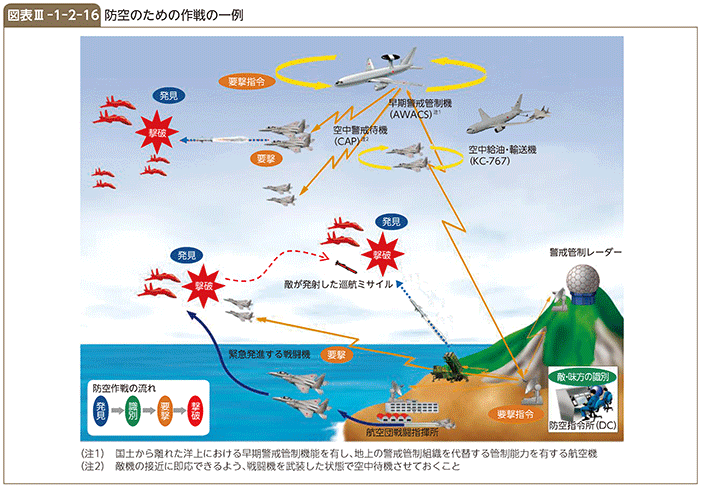 図表Ⅲ-1-2-16 防空のための作戦の一例
要撃指令
発見
撃破
早期警戒管制機
(AWACS)注1
空中警戒待機
(CAP)注2
要撃
空中給油・輸送機
(KC-767)
発見
撃破
敵が発射した巡航ミサイル
発見
撃破
警戒管制レーダー
緊急発進する戦闘機
要撃
防空作戦の流れ
発見
識別
要撃
撃破
航空団戦闘指揮所
要撃指令
敵・味方の識別
防空指令所(DC)
(注1) 国土から離れた洋上における早期警戒管制機能を有し、地上の警戒管制組織を代替する管制能力を有する航空機
(注2) 敵機の接近に即応できるよう、戦闘機を武装した状態で空中待機させておくこと